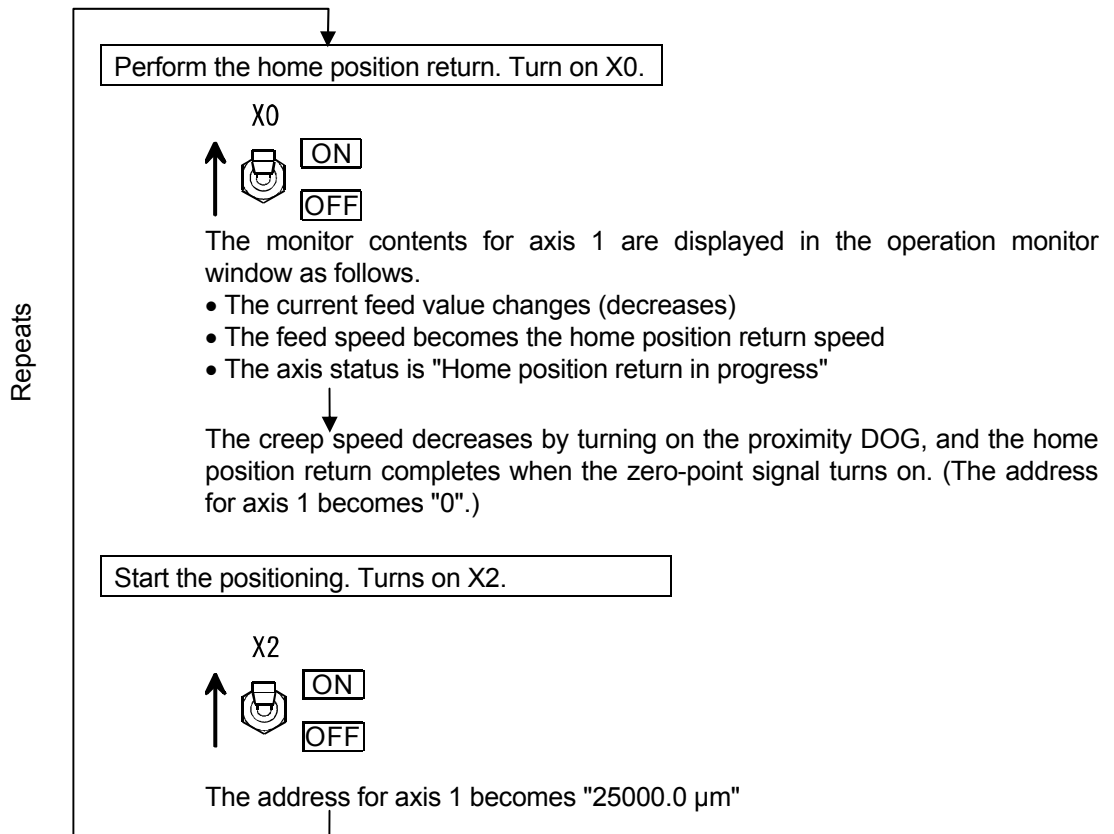 Repeats
Perform the home position return. Turn on X0.
X0
ON
OFF
The monitor contents for axis 1 are displayed in the operation monitor
window as follows.
• The current feed value changes (decreases)
• The feed speed becomes the home position return speed
• The axis status is "Home position return in progress"
The creep speed decreases by turning on the proximity DOG, and the home
position return completes when the zero-point signal turns on. (The address
for axis 1 becomes "0".)
Start the positioning. Turns on X2.
X2
ON
OFF
The address for axis 1 becomes "25000.0 μm"